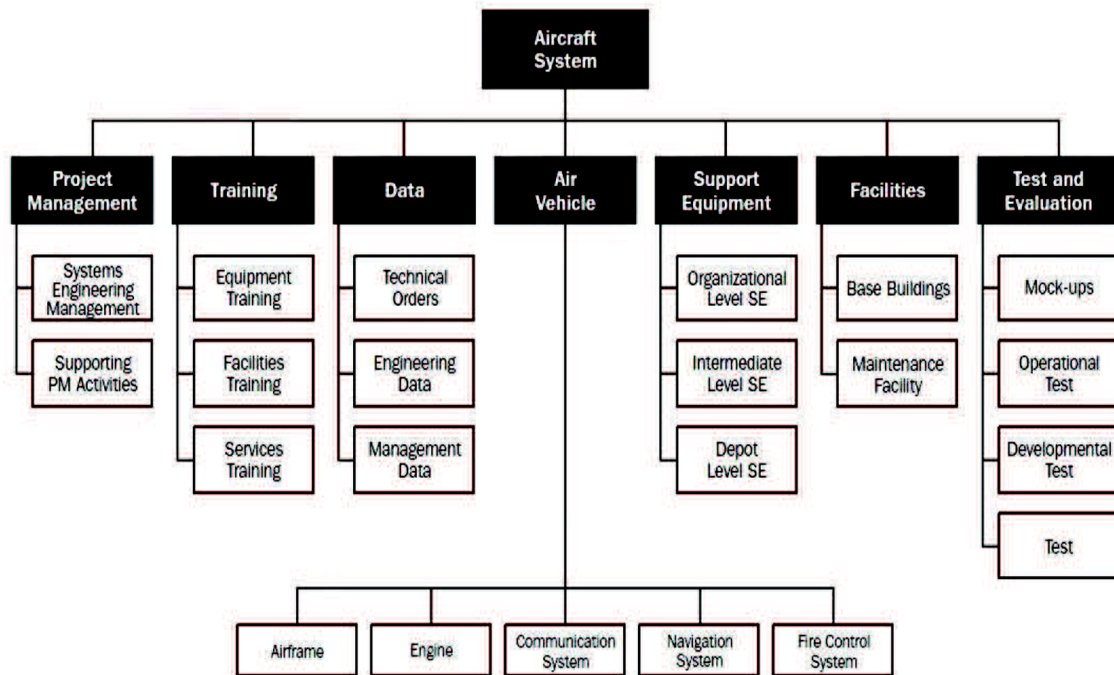 Aircraft
System
Project
Management
Training
Data
Air
Vehicle
Support
Equipment
Facilities
Test and
Evaluation
Systems
Engineering
Management
Supporting
PM Activities
Equipment
Training
Facilities
Training
Services
Training
Technical
Orders
Engineering
Data
Management
Data
Organizational
Level SE
Intermediate
Level SE
Depot
Level SE
Base Buildings
Maintenance
Facility
Mock-ups
Operational
Test
Developmental
Test
Test
Airframe
Engine
Communication
System
Navigation
System
Fire Control
System